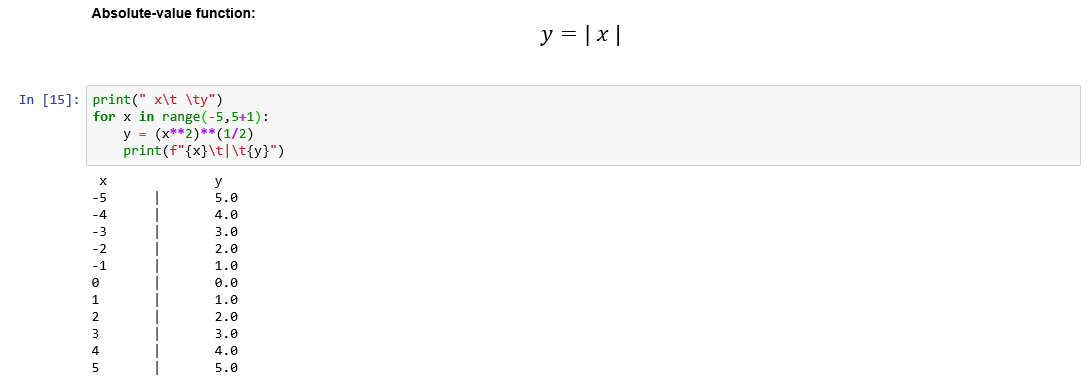 Absolute-value function:
y = | x |
In [15]: print(" x\t \ty")
for x in range(-5,5+1):
    y = (x**2)**(1/2)
    print(f"{x}\t|\t{y}")
x y
-5 | 5.0
-4 | 4.0
-3 | 3.0
-2 | 2.0
-1 | 1.0
0 | 0.0
1 | 1.0
2 | 2.0
3 | 3.0
4 | 4.0
5 | 5.0